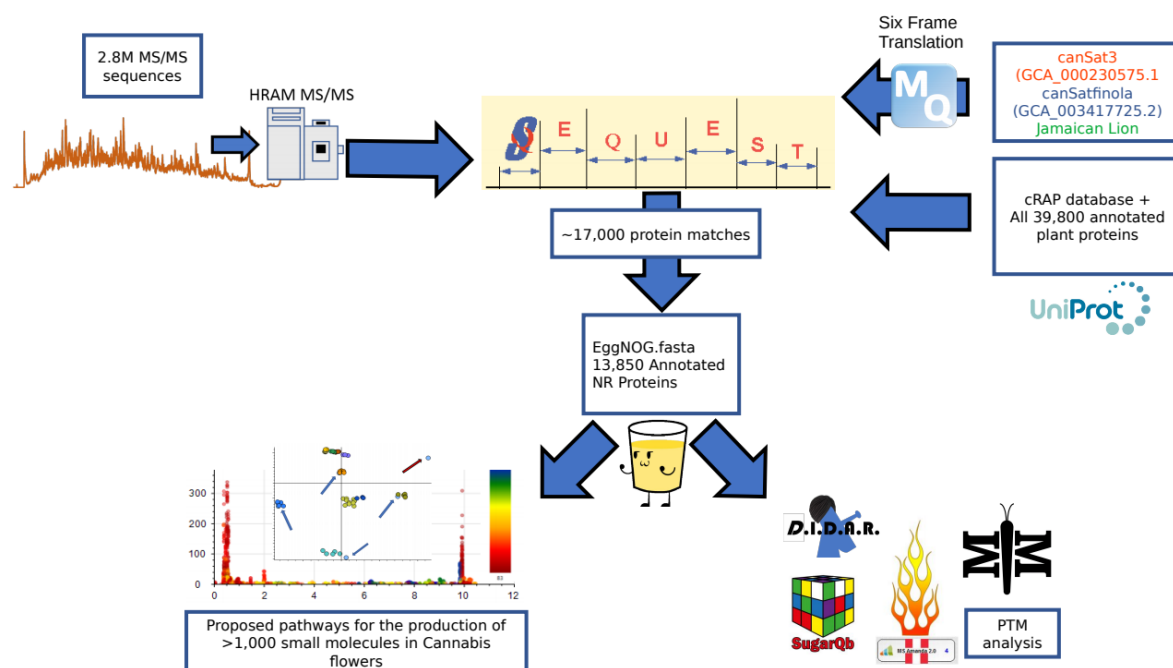 2.8M MS/MS
sequences
HRAM MS/MS
SEQUEST
Six Frame
Translation
MQ
canSat3
(GCA_000230575.1
canSatfinola
(GCA_003417725.2)
Jamaican Lion
cRAP database +
All 39,800 annotated
plant proteins
UniProt
~17,000 protein matches
EggNOG.fasta
13,850 Annotated
NR Proteins
300
200
100
0
0 2 4 6 8 10 12
Proposed pathways for the production of
>1,000 small molecules in Cannabis
flowers
D.I.D.A.R.
SugarQb
MS Amanda 2.0 4
M M
PTM
analysis